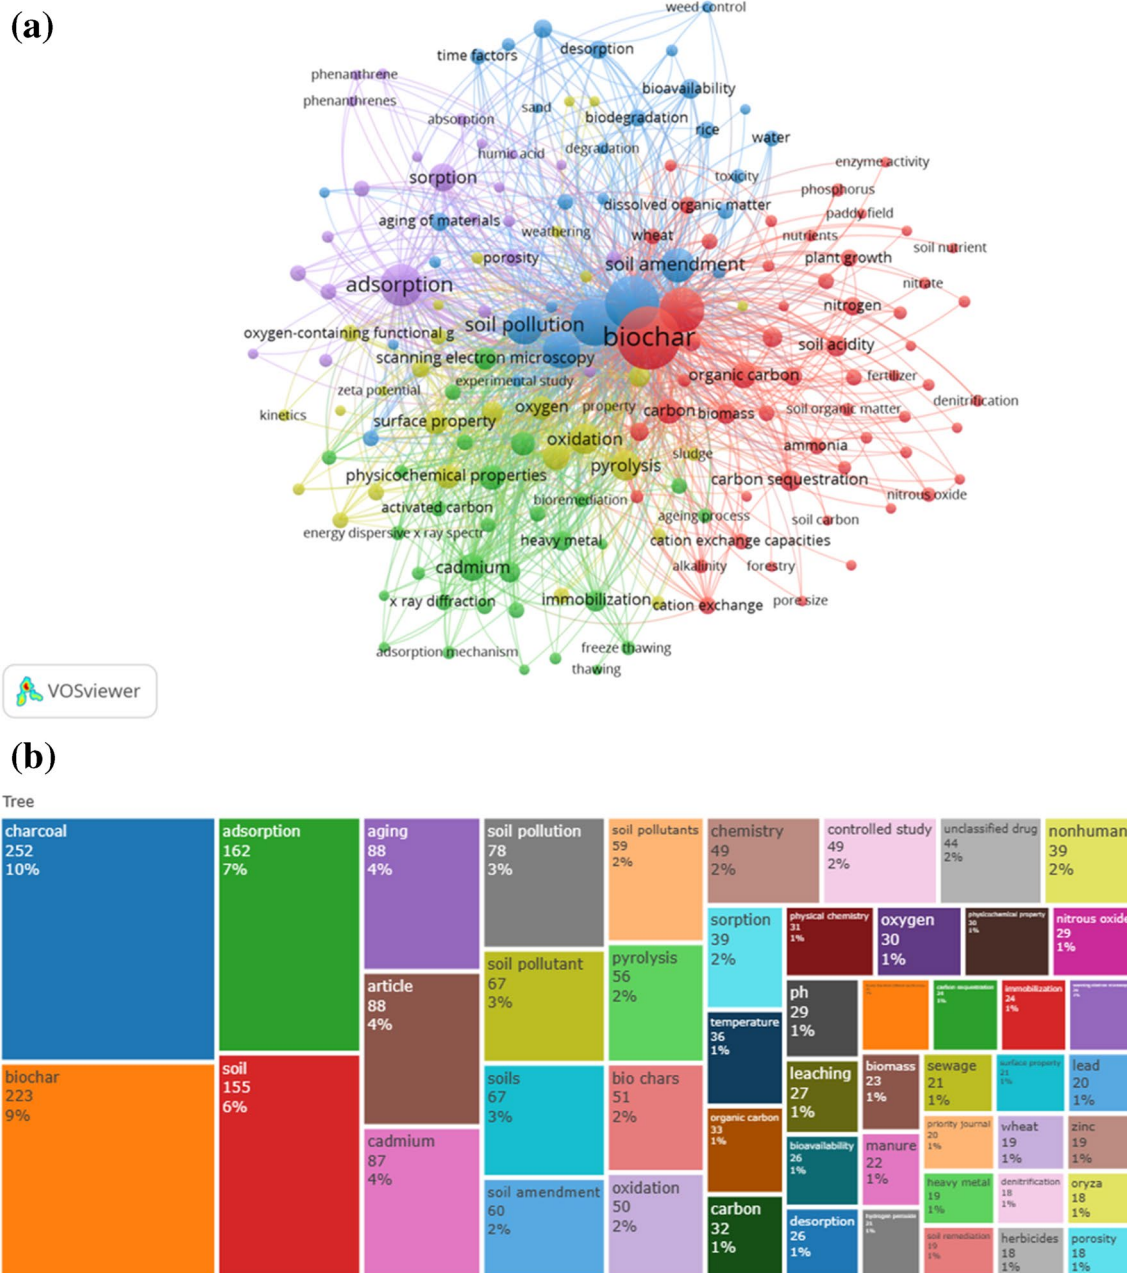 (a)
weed control
time factors
desorption
phenanthrene
bioavailability
phenanthrenes
sand
absorption
biodegradation
rice
water
humic acid
degradation
enzyme activity
sorption
toxicity
phosphorus
dissolved organic matter
aging of materials
paddy field
weathering
wheat
nutrients
soil nutrient
porosity
soil amendment
plant growth
adsorption
nitrate
nitrogen
soil pollution
oxygen-containing functional g
biochar
soil acidity
scanning electron microscopy
experimental study
organic carbon
fertilizer
zeta potential
denitrification
kinetics
oxygen
property
carbon
biomass
soil organic matter
surface property
oxidation
ammonia
sludge
pyrolysis
physicochemical properties
carbon sequestration
bioremediation
nitrous oxide
activated carbon
ageing process
soil carbon
energy dispersive x ray spectr
heavy metal
cation exchange capacities
cadmium
alkalinity
forestry
x ray diffraction
immobilization
cation exchange
pore size
adsorption mechanism
freeze thawing
thawing
VOSviewer
(b)
Tree
charcoal
252
10%
biochar
223
9%
adsorption
162
7%
soil
155
6%
aging
88
4%
article
88
4%
cadmium
87
4%
soil pollution
78
3%
soil pollutant
67
3%
soils
67
3%
soil amendment
60
2%
soil pollutants
59
2%
pyrolysis
56
2%
bio chars
51
2%
oxidation
50
2%
chemistry
49
2%
controlled study
49
2%
unclassified drug
44
2%
nonhuman
39
2%
sorption
39
2%
temperature
36
1%
organic carbon
33
1%
carbon
32
1%
physical chemistry
31
1%
oxygen
30
1%
physicochemical property
30
1%
nitrous oxide
29
1%
ph
29
1%
leaching
27
1%
bioavailability
26
1%
desorption
26
1%
carbon sequestration
24
1%
immobilization
24
1%
biomass
23
1%
manure
22
1%
hydrogen peroxide
21
1%
sewage
21
1%
surface property
21
1%
lead
20
1%
priority journal
20
1%
wheat
19
1%
zinc
19
1%
heavy metal
19
1%
denitrification
18
1%
oryza
18
1%
soil remediation
19
1%
herbicides
18
1%
porosity
18
1%